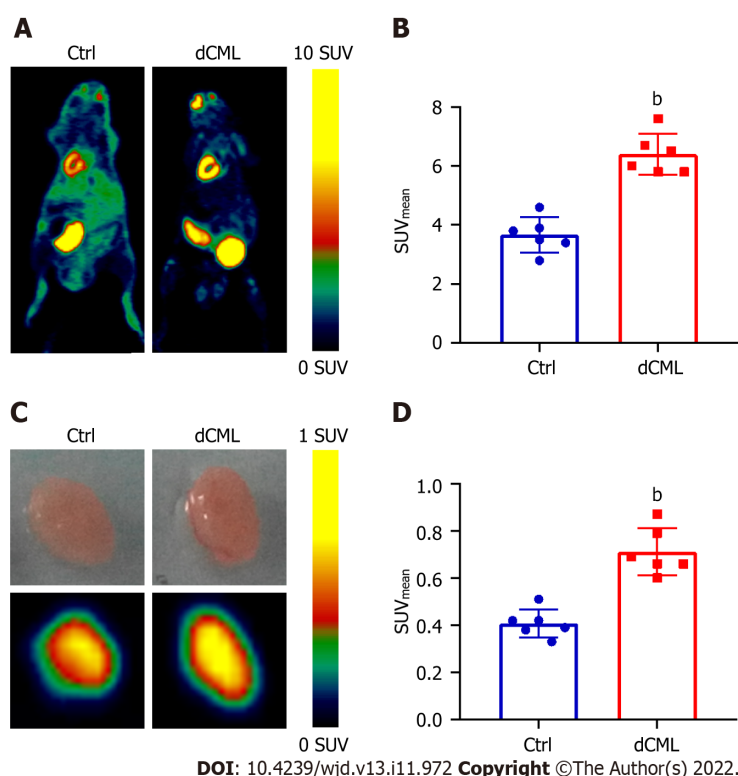 A
Ctrl
dCML
10 SUV
0 SUV
B
b
8
6
4
2
0
SUVmean
Ctrl
dCML
C
Ctrl
dCML
1 SUV
0 SUV
D
b
1.0
0.8
0.6
0.4
0.2
0.0
SUVmean
Ctrl
dCML
DOI: 10.4239/wjd.v13.i11.972 Copyright ©The Author(s) 2022.